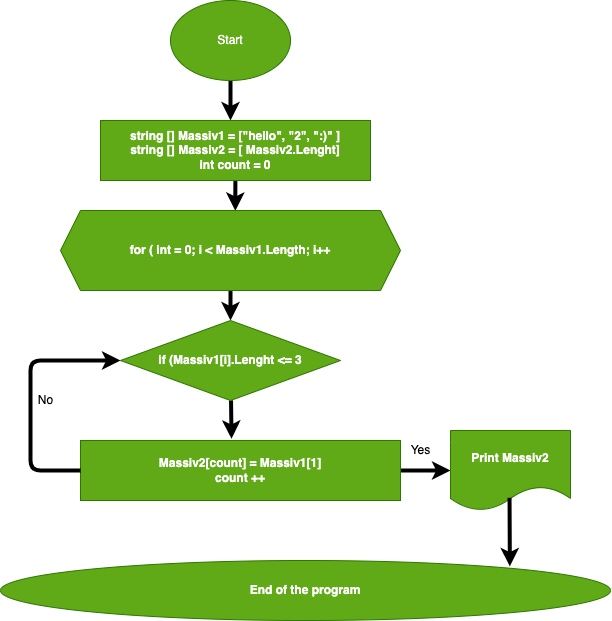 Start
string [] Massiv1 = ["hello", "2", ":)" ]
string [] Massiv2 = [ Massiv2.Lenght]
int count = 0
for ( int = 0; i < Massiv1.Length; i++
if (Massiv1[i].Lenght <= 3
No
Massiv2[count] = Massiv1[1]
count ++
Yes
Print Massiv2
End of the program